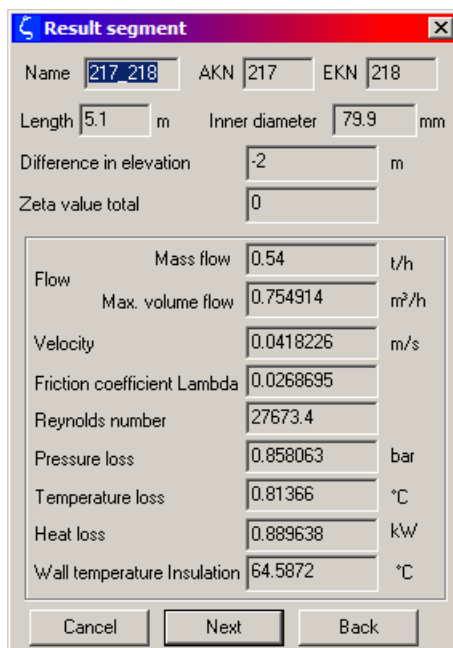 ζ Result segment
Name 217_218 AKN 217 EKN 218
Length 5.1 m Inner diameter 79.9 mm
Difference in elevation -2 m
Zeta value total 0
Flow
Mass flow 0.54 t/h
Max. volume flow 0.754914 m³/h
Velocity 0.0418226 m/s
Friction coefficient Lambda 0.0268695
Reynolds number 27673.4
Pressure loss 0.858063 bar
Temperature loss 0.81366 °C
Heat loss 0.889638 kW
Wall temperature Insulation 64.5872 °C
Cancel Next Back